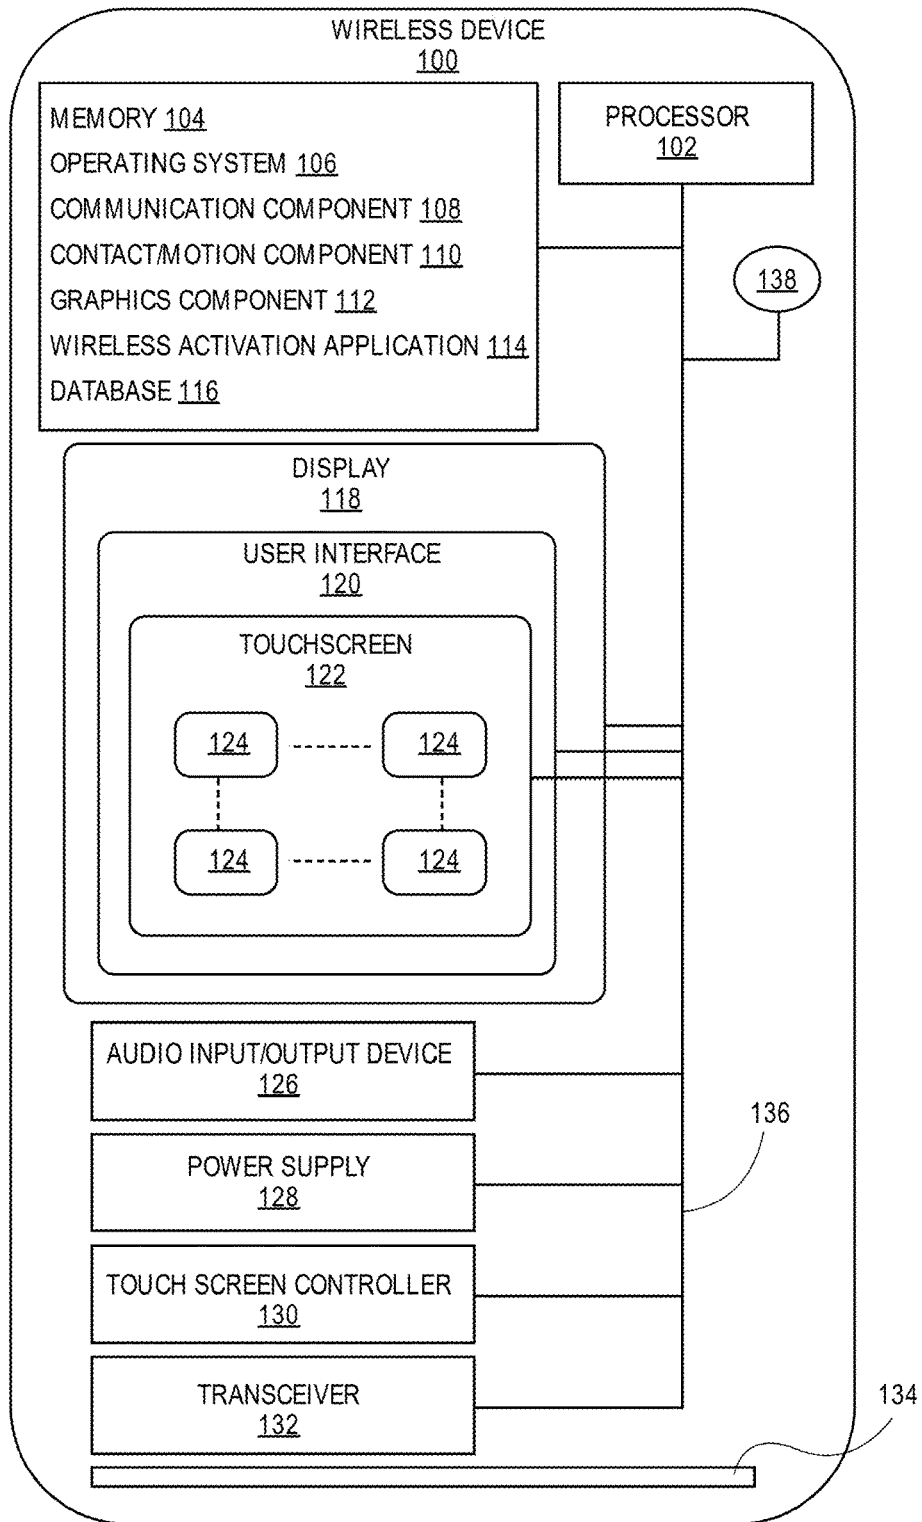 WIRELESS DEVICE
100
MEMORY 104
OPERATING SYSTEM 106
COMMUNICATION COMPONENT 108
CONTACT/MOTION COMPONENT 110
GRAPHICS COMPONENT 112
WIRELESS ACTIVATION APPLICATION 114
DATABASE 116
PROCESSOR
102
138
DISPLAY
118
USER INTERFACE
120
TOUCHSCREEN
122
124
124
124
124
AUDIO INPUT/OUTPUT DEVICE
126
POWER SUPPLY
128
TOUCH SCREEN CONTROLLER
130
TRANSCEIVER
132
136
134